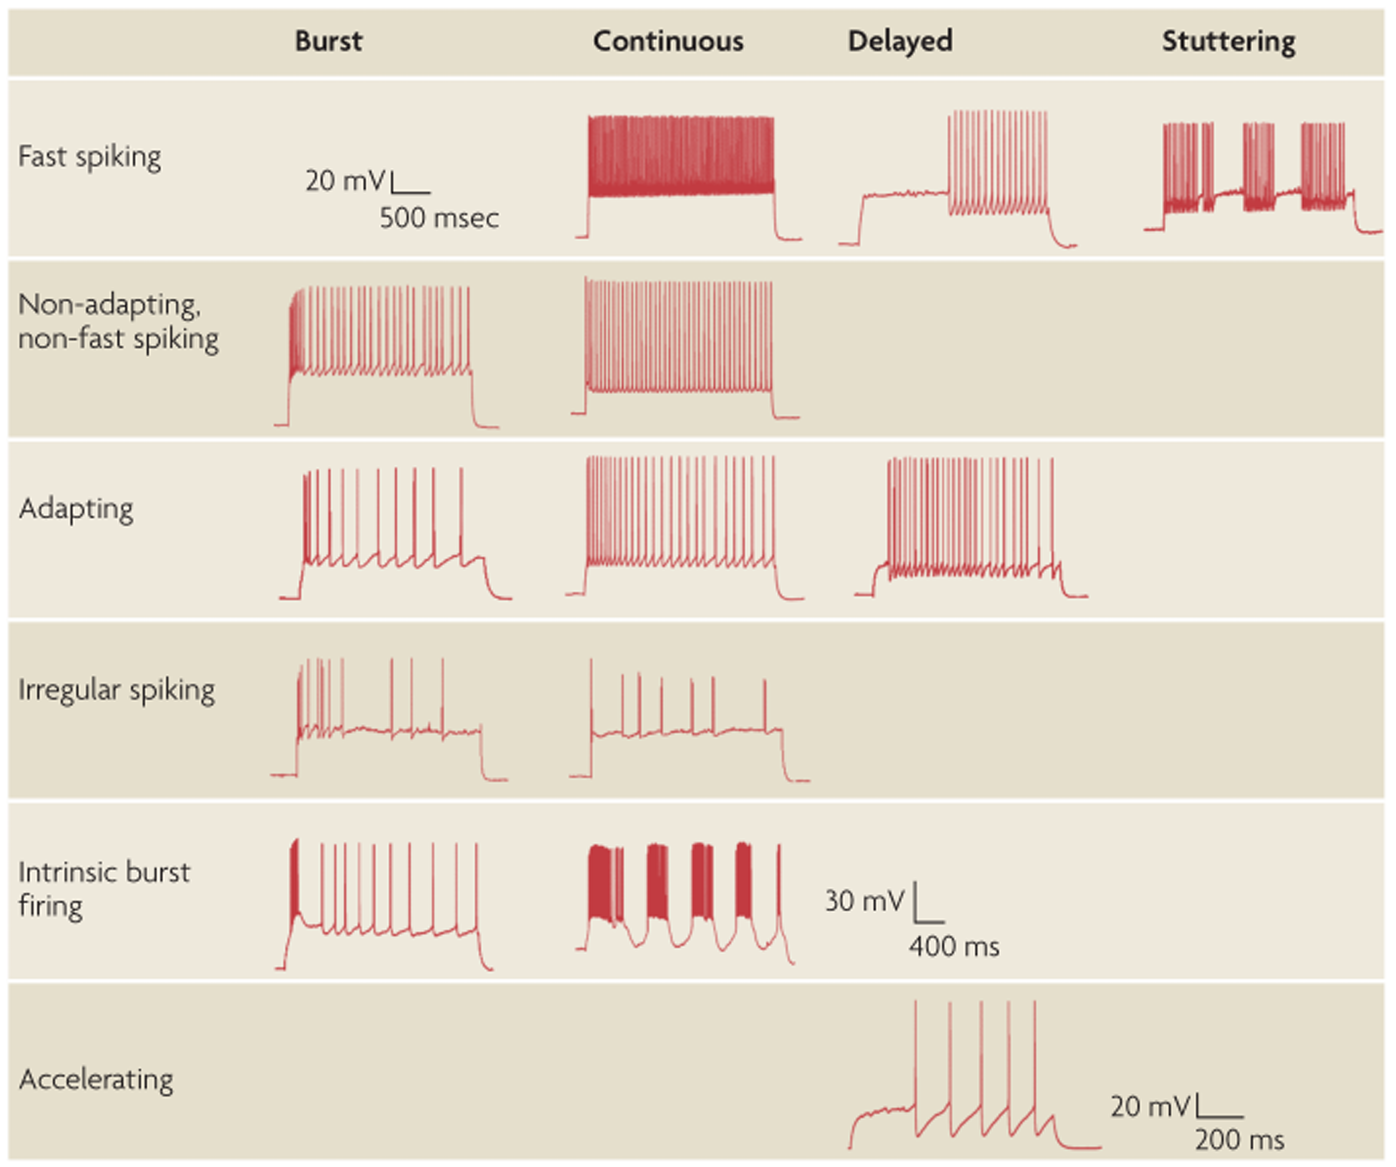 Burst Continuous Delayed Stuttering
Fast spiking
20 mV
500 msec
Non-adapting,
non-fast spiking
Adapting
Irregular spiking
Intrinsic burst
firing
30 mV
400 ms
Accelerating
20 mV
200 ms